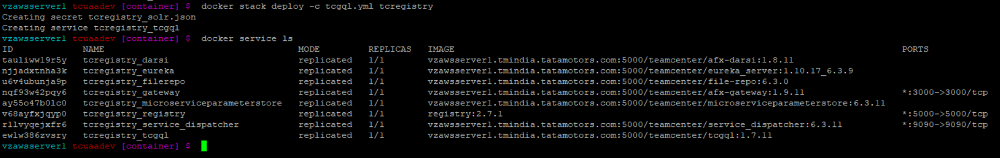 vzawsserver1 tcuaadev [container] $  docker stack deploy -c tcgql.yml tcregistry
Creating secret tcregistry_solr.json
Creating service tcregistry_tcgql
vzawsserver1 tcuaadev [container] $  docker service ls
ID NAME MODE REPLICAS IMAGE PORTS
tauliwwl9r5y tcregistry_darsi replicated 1/1 vzawsserver1.tmindia.tatamotors.com:5000/teamcenter/afx-darsi:1.8.11
njjadxtnha3k tcregistry_eureka replicated 1/1 vzawsserver1.tmindia.tatamotors.com:5000/teamcenter/eureka_server:1.10.17_6.3.9
u6v4ubunja9p tcregistry_filerepo replicated 1/1 vzawsserver1.tmindia.tatamotors.com:5000/teamcenter/file-repo:6.3.0
nqf93w42pqy6 tcregistry_gateway replicated 1/1 vzawsserver1.tmindia.tatamotors.com:5000/teamcenter/afx-gateway:1.9.11 *:3000->3000/tcp
ay55o47b01c0 tcregistry_microserviceparameterstore replicated 1/1 vzawsserver1.tmindia.tatamotors.com:5000/teamcenter/microserviceparameterstore:6.3.11
v68ayfxjqyp0 tcregistry_registry replicated 1/1 registry:2.7.1 *:5000->5000/tcp
r1lvyqejxfr6 tcregistry_service_dispatcher replicated 1/1 vzawsserver1.tmindia.tatamotors.com:5000/teamcenter/service_dispatcher:6.3.11 *:9090->9090/tcp
ewlw386zvsry tcregistry_tcgql replicated 1/1 vzawsserver1.tmindia.tatamotors.com:5000/teamcenter/tcgql:1.7.11
vzawsserver1 tcuaadev [container] $